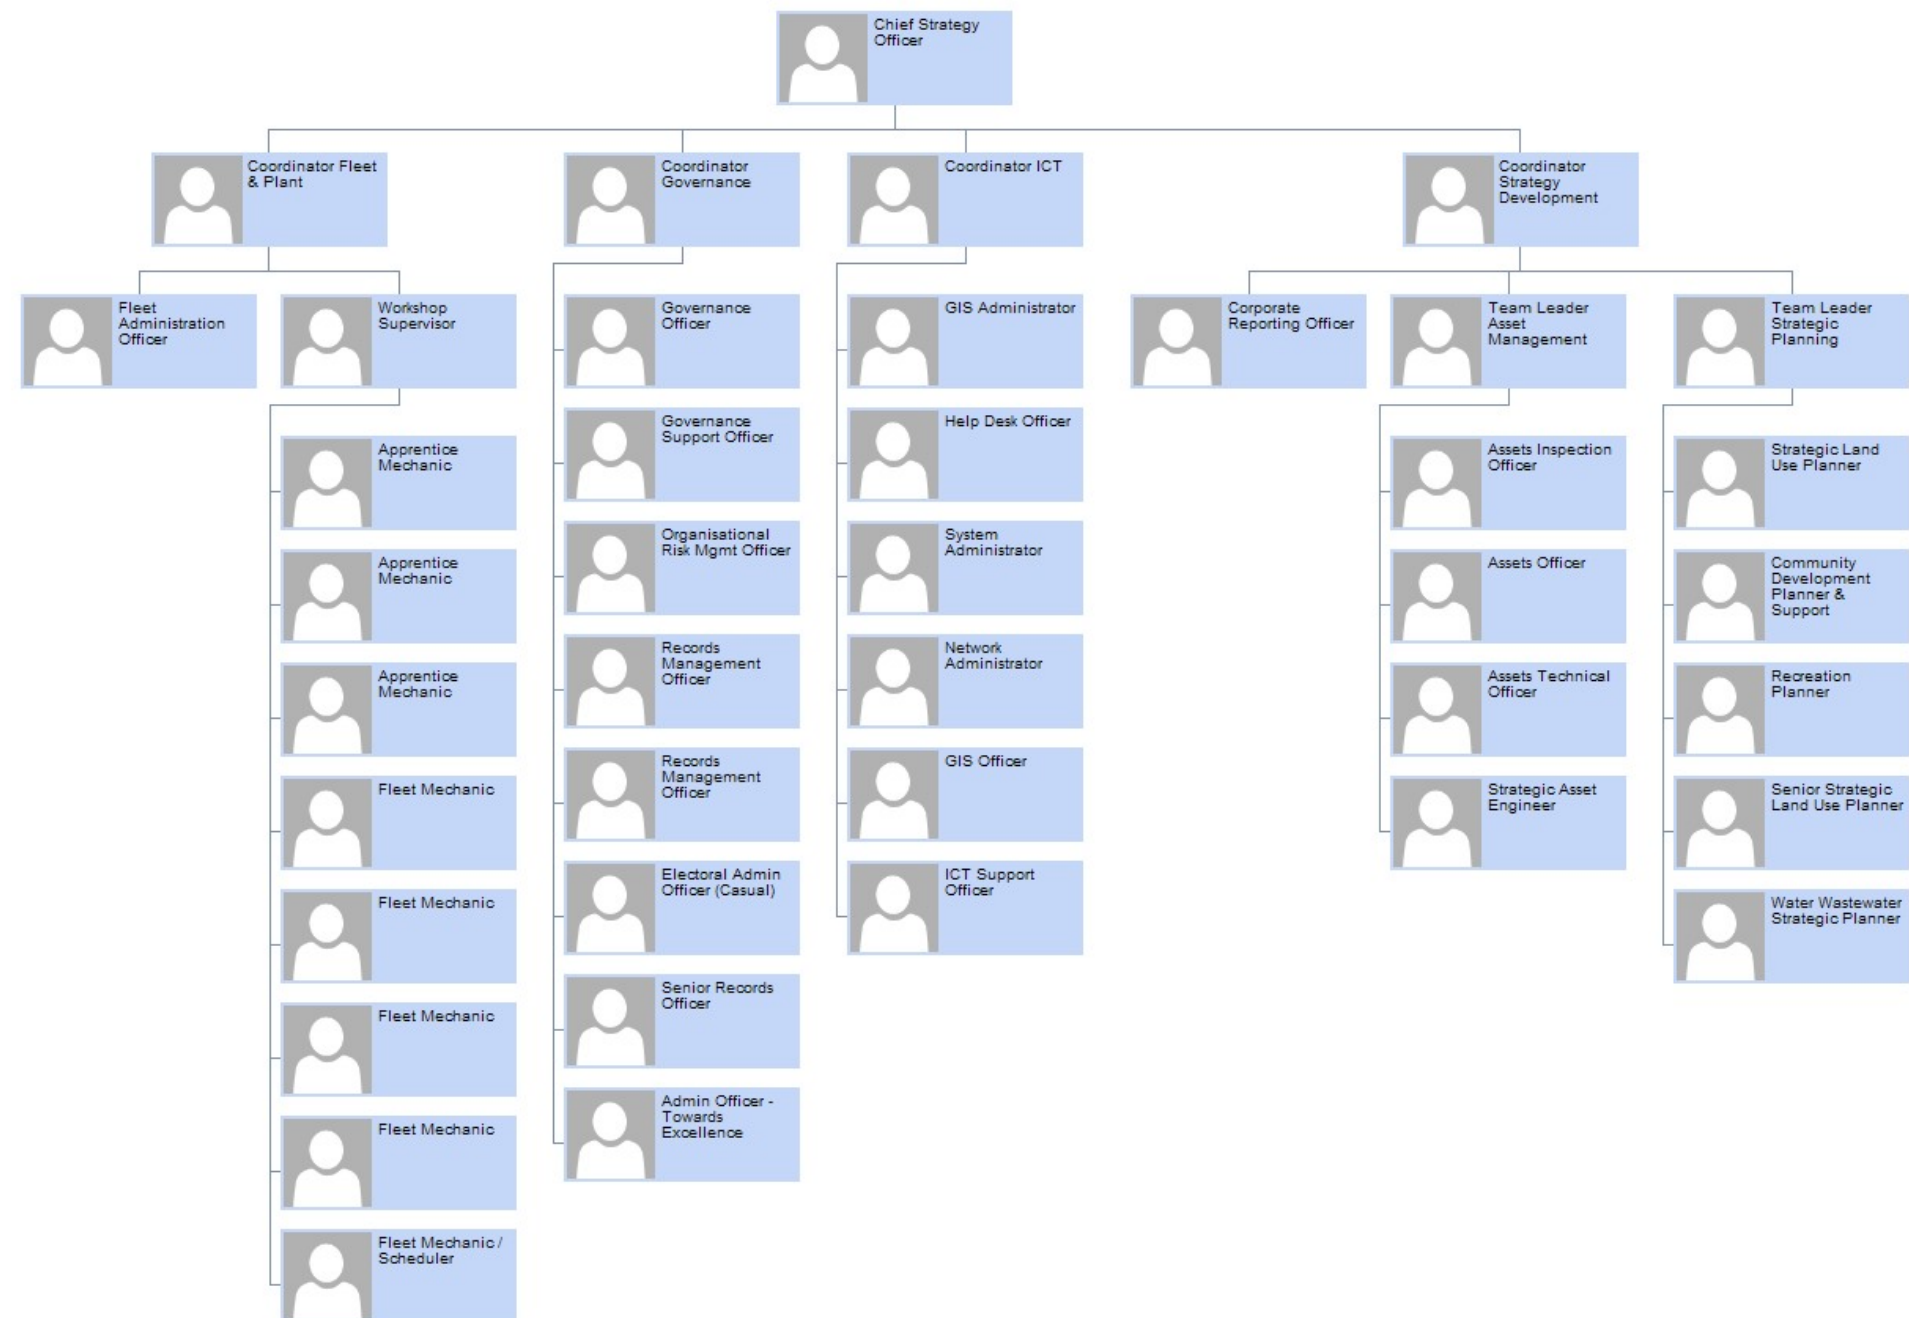 Chief Strategy
Officer
Coordinator Fleet
& Plant
Coordinator
Governance
Coordinator ICT
Coordinator
Strategy
Development
Fleet
Administration
Officer
Workshop
Supervisor
Governance
Officer
GIS Administrator
Corporate
Reporting Officer
Team Leader
Asset
Management
Team Leader
Strategic
Planning
Apprentice
Mechanic
Apprentice
Mechanic
Apprentice
Mechanic
Fleet Mechanic
Fleet Mechanic
Fleet Mechanic
Fleet Mechanic
Fleet Mechanic /
Scheduler
Governance
Support Officer
Organisational
Risk Mgmt Officer
Records
Management
Officer
Records
Management
Officer
Electoral Admin
Officer (Casual)
Senior Records
Officer
Admin Officer -
Towards
Excellence
Help Desk Officer
System
Administrator
Network
Administrator
GIS Officer
ICT Support
Officer
Assets Inspection
Officer
Assets Officer
Assets Technical
Officer
Strategic Asset
Engineer
Strategic Land
Use Planner
Community
Development
Planner &
Support
Recreation
Planner
Senior Strategic
Land Use Planner
Water Wastewater
Strategic Planner